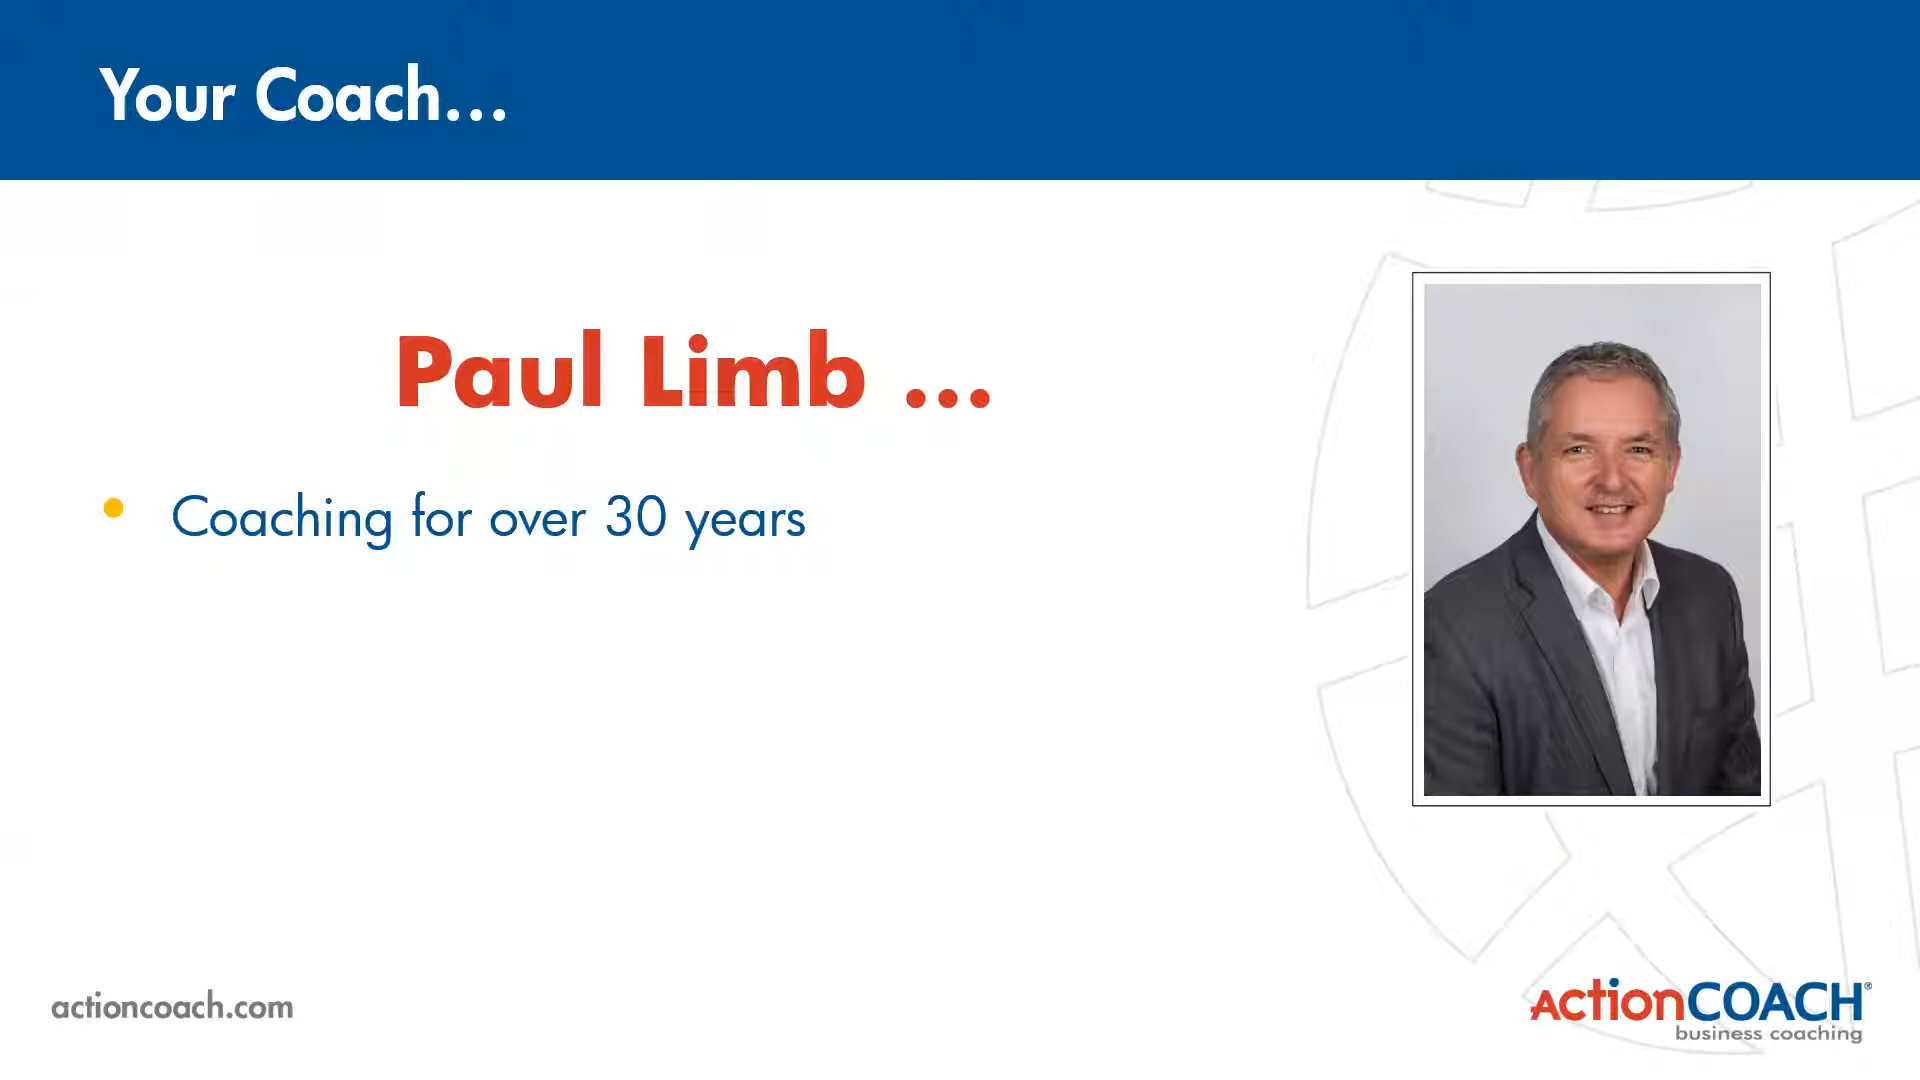 Your Coach...
Paul Limb ...
• Coaching for over 30 years
actioncoach.com
ActionCOACH®
business coaching